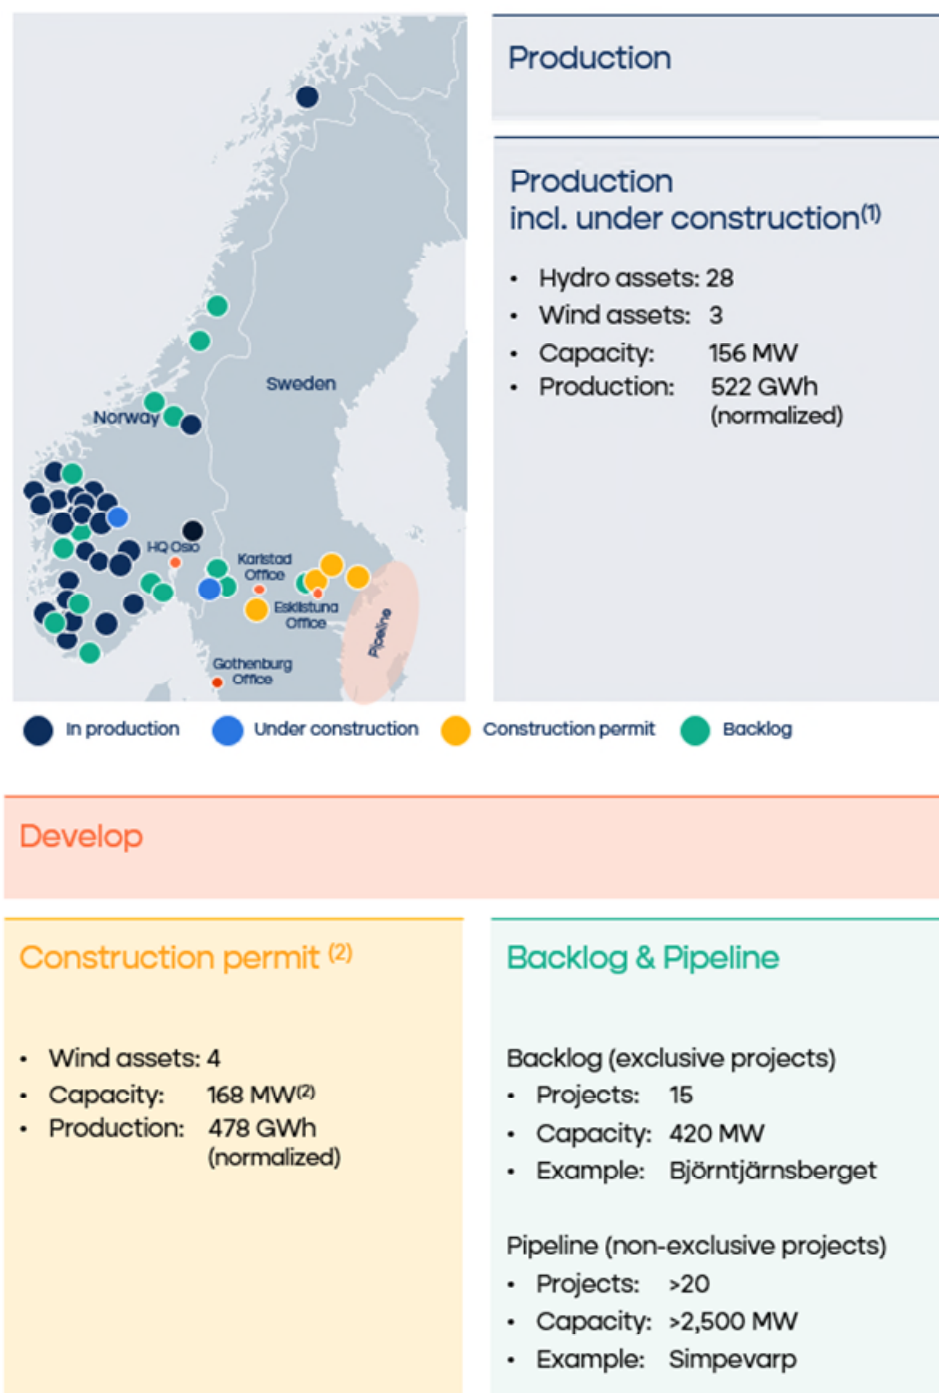 Sweden
Norway
HQ Oslo
Karlstad
Office
Eskilstuna
Office
Pipeline
Gothenburg
Office
In production
Under construction
Construction permit
Backlog
Production
Production
incl. under construction(1)
• Hydro assets: 28
• Wind assets: 3
• Capacity: 156 MW
• Production: 522 GWh
(normalized)
Develop
Construction permit (2)
• Wind assets: 4
• Capacity: 168 MW(2)
• Production: 478 GWh
(normalized)
Backlog & Pipeline
Backlog (exclusive projects)
• Projects: 15
• Capacity: 420 MW
• Example: Björntjärnsberget
Pipeline (non-exclusive projects)
• Projects: >20
• Capacity: >2,500 MW
• Example: Simpevarp